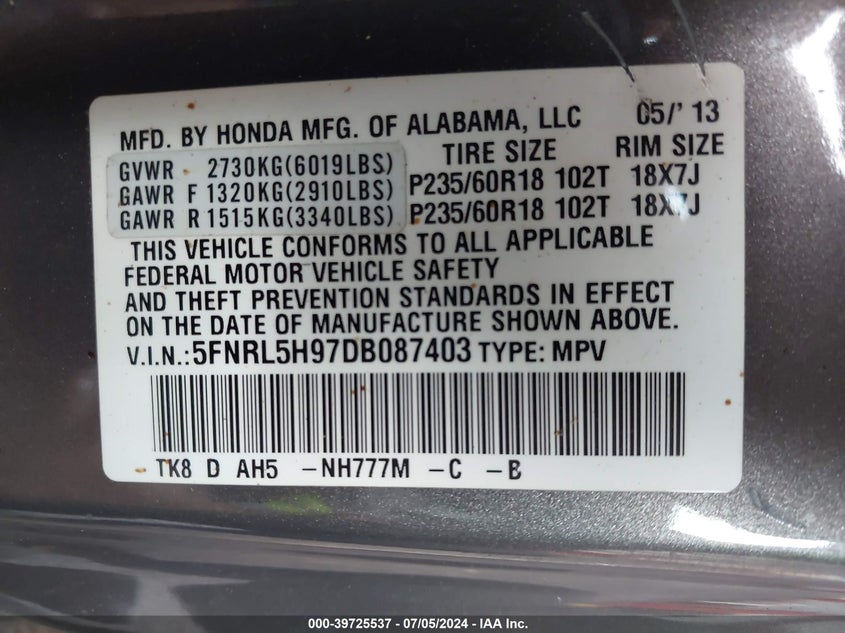 MFD. BY HONDA MFG. OF ALABAMA, LLC 05/' 13
TIRE SIZE RIM SIZE
GVWR 2730KG(6019LBS)
GAWR F 1320KG(2910LBS) P235/60R18 102T 18X7J
GAWR R 1515KG(3340LBS) P235/60R18 102T 18X7J
THIS VEHICLE CONFORMS TO ALL APPLICABLE
FEDERAL MOTOR VEHICLE SAFETY
AND THEFT PREVENTION STANDARDS IN EFFECT
ON THE DATE OF MANUFACTURE SHOWN ABOVE.
V.I.N.:5FNRL5H97DB087403 TYPE: MPV
TK8 D AH5 -NH777M -C -B
000-39725537 - 07/05/2024 - IAA Inc.